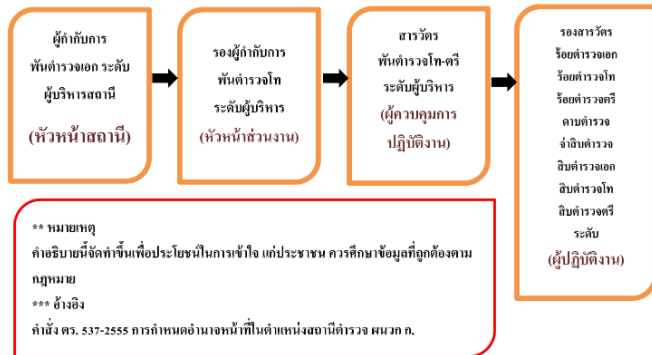 ผู้กำกับการ
พันตำรวจเอก ระดับ
ผู้บริหารสถานี
(หัวหน้าสถานี)
รองผู้กำกับการ
พันตำรวจโท
ระดับผู้บริหาร
(หัวหน้าส่วนงาน)
สารวัตร
พันตำรวจโท-ตรี
ระดับผู้บริหาร
(ผู้ควบคุมการ
ปฏิบัติงาน)
รองสารวัตร
ร้อยตำรวจเอก
ร้อยตำรวจโท
ร้อยตำรวจตรี
ดาบตำรวจ
จ่าสิบตำรวจ
สิบตำรวจเอก
สิบตำรวจโท
สิบตำรวจตรี
ระดับ
(ผู้ปฏิบัติงาน)
** หมายเหตุ
คำอธิบายนี้จัดทำขึ้นเพื่อประโยชน์ในการเข้าใจ แก่ประชาชน ควรศึกษาข้อมูลที่ถูกต้องตาม
กฎหมาย
*** อ้างอิง
คำสั่ง ตร. 537-2555 การกำหนดอำนาจหน้าที่ในตำแหน่งสถานีตำรวจ ผนวก ก.